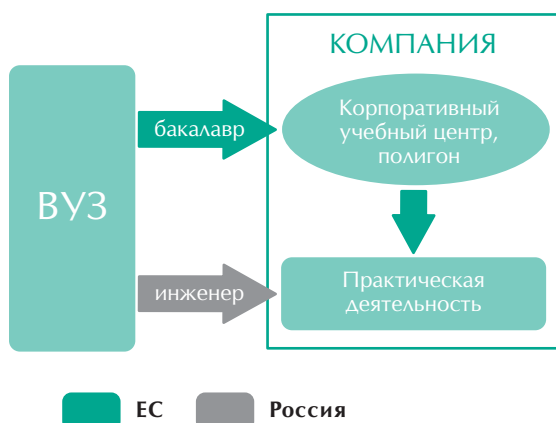 КОМПАНИЯ
ВУЗ
бакалавр
Корпоративный
учебный центр,
полигон
инженер
Практическая
деятельность
ЕС
Россия